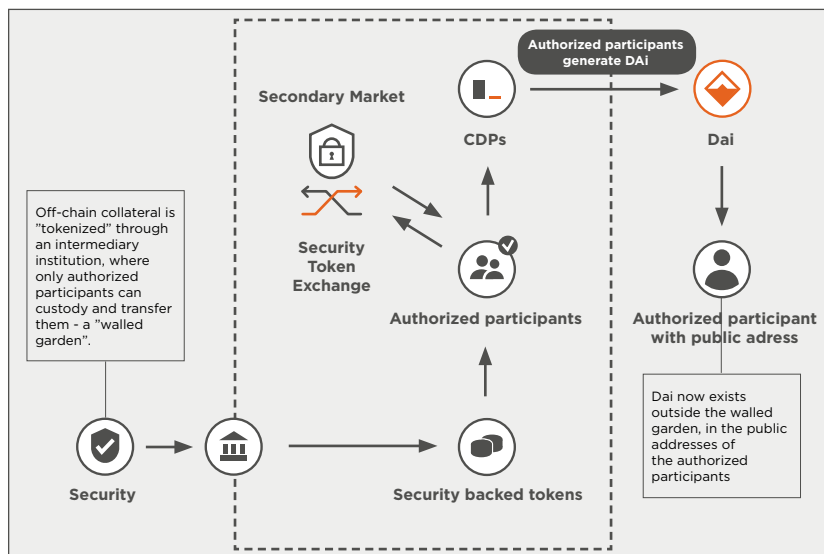 Authorized participants
generate DAi
Secondary Market
CDPs
Dai
Off-chain collateral is
"tokenized" through
an intermediary
institution, where
only authorized
participants can
custody and transfer
them - a "walled
garden".
Security
Token
Exchange
Authorized participants
Authorized participant
with public adress
Dai now exists
outside the walled
garden, in the public
addresses of
the authorized
participants
Security
Security backed tokens